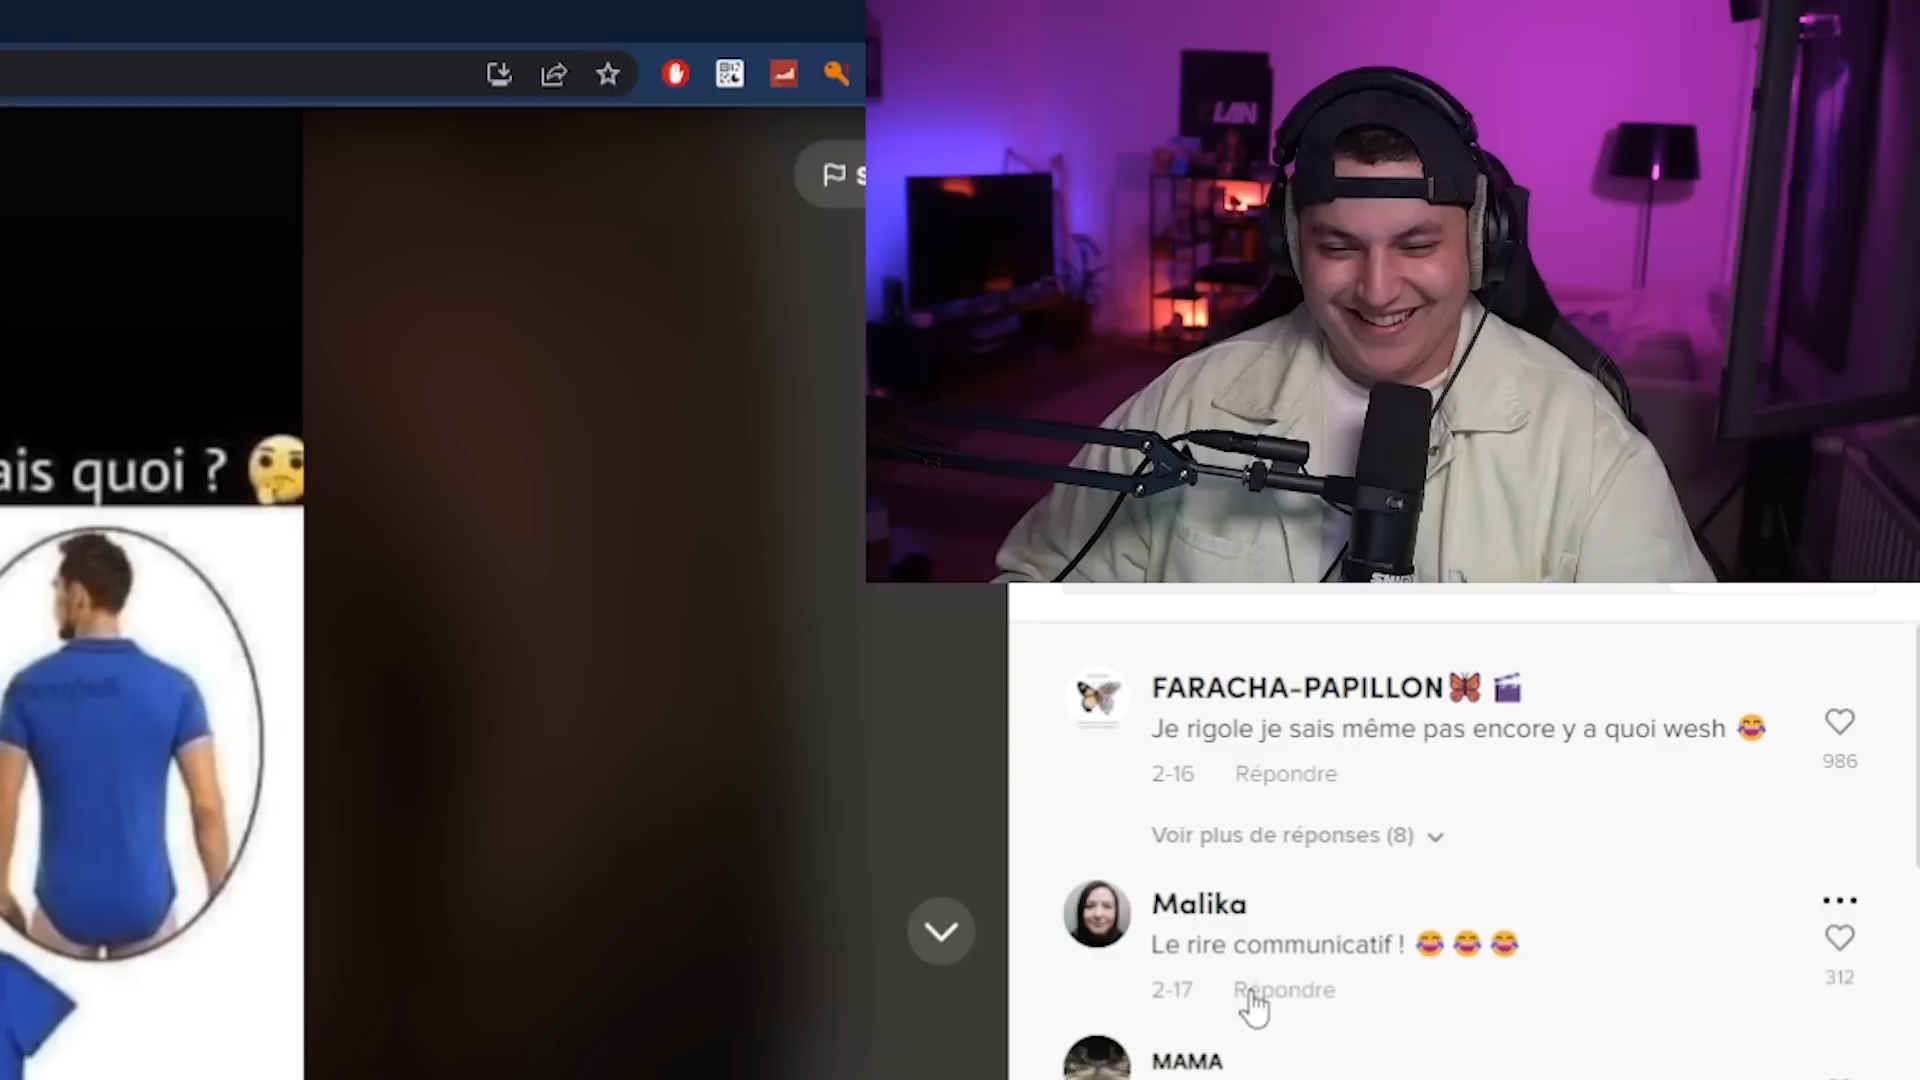 ais quoi ?
FARACHA-PAPILLON
Je rigole je sais même pas encore y a quoi wesh
986
2-16 Répondre
Voir plus de réponses (8)
Malika
Le rire communicatif !
312
2-17 Répondre
MAMA